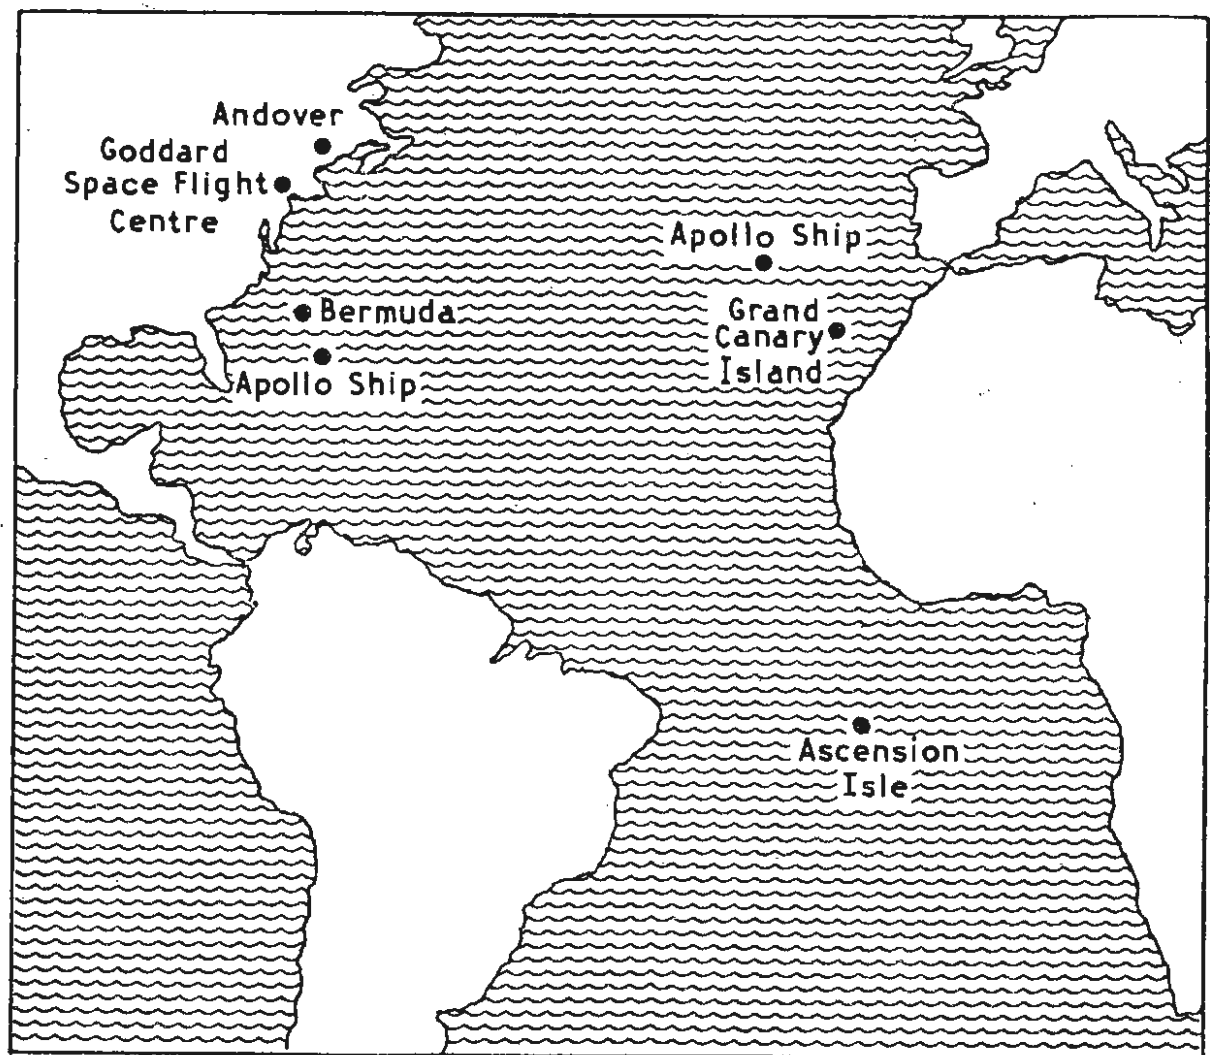 Andover
Goddard
Space Flight
Centre
Apollo Ship
Bermuda
Grand
Canary
Island
Apollo Ship
Ascension
Isle